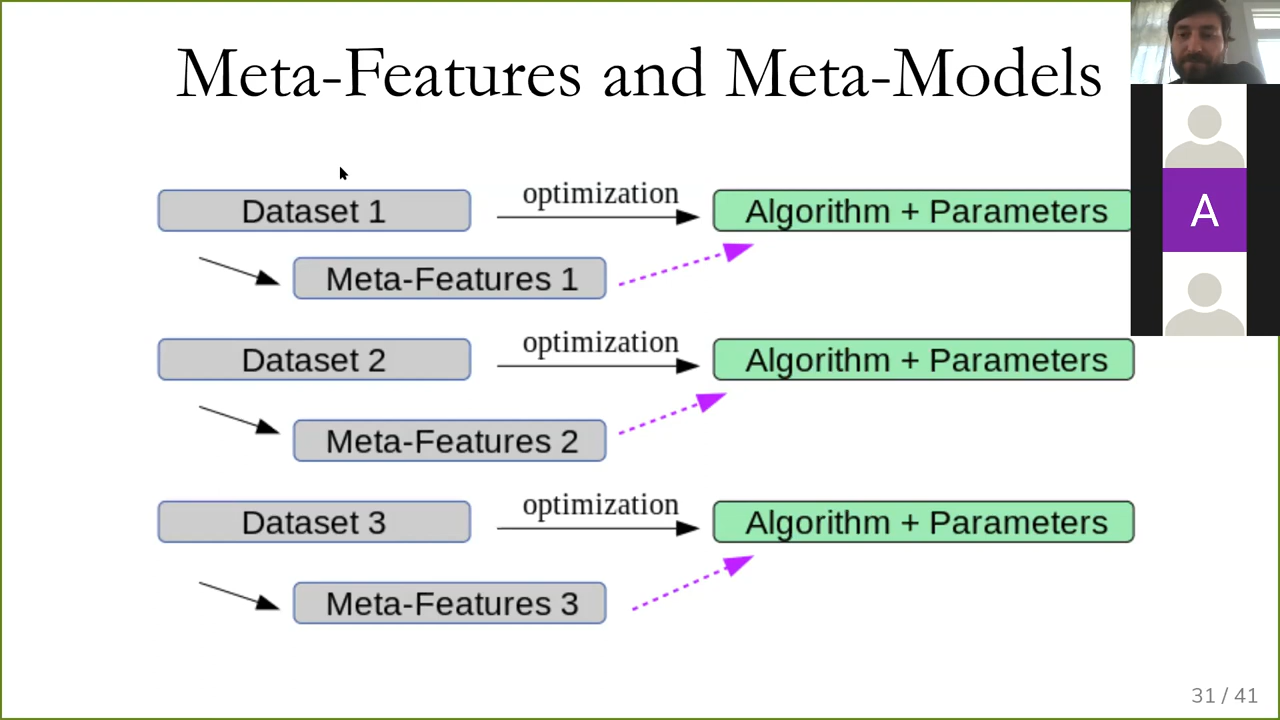 Meta-Features and Meta-Models
Dataset 1
optimization
Algorithm + Parameters
Meta-Features 1
A
Dataset 2
optimization
Algorithm + Parameters
Meta-Features 2
Dataset 3
optimization
Algorithm + Parameters
Meta-Features 3
31 / 41